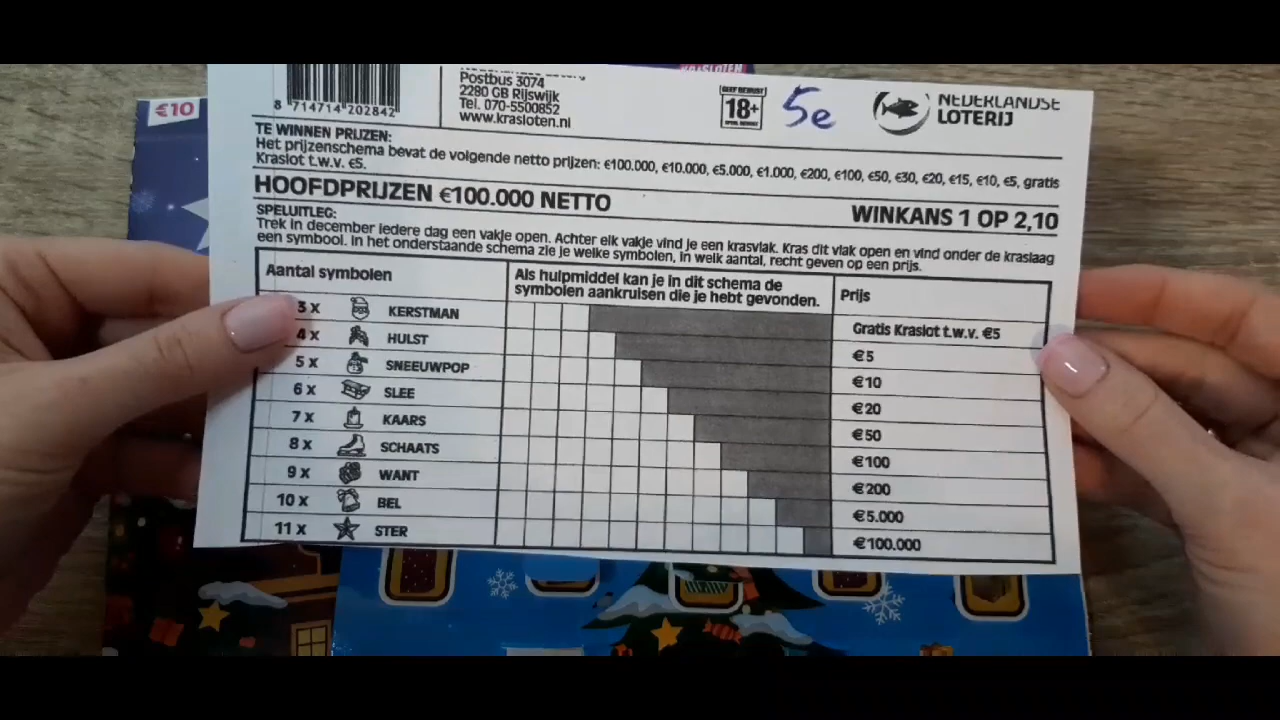 KRASLOTEN
€10
8 714714 202842
Postbus 3074
2280 GB Rijswijk
Tel. 070-5500852
www.krasloten.nl
18+
5e
NEDERLANDSE
LOTERIJ
TE WINNEN PRIJZEN:
Het prijzenschema bevat de volgende netto prijzen: €100.000, €10.000, €5.000, €1.000, €200, €100, €50, €30, €20, €15, €10, €5, gratis
Kraslot t.w.v. €5.
HOOFDPRIJZEN €100.000 NETTO
WINKANS 1 OP 2,10
SPELUITLEG:
Trek in december iedere dag een vakje open. Achter elk vakje vind je een krasvlak. Kras dit vlak open en vind onder de kraslaag
een symbool. In het onderstaande schema zie je welke symbolen, in welk aantal, recht geven op een prijs.
Aantal symbolen
Als hulpmiddel kan je in dit schema de
symbolen aankruisen die je hebt gevonden.
Prijs
3 x KERSTMAN Gratis Kraslot t.w.v. €5
4 x HULST €5
5 x SNEEUWPOP €10
6 x SLEE €20
7 x KAARS €50
8 x SCHAATS €100
9 x WANT €200
10 x BEL €5.000
11 x STER €100.000